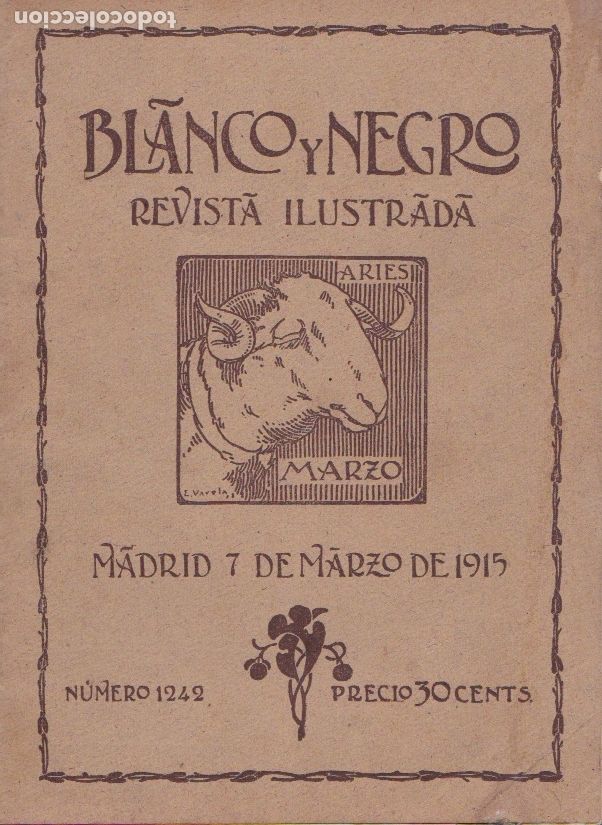 todocoleccion
BLANCO Y NEGRO
REVISTA ILUSTRADA
ARIES
MARZO
E. Varela
MADRID 7 DE MARZO DE 1915
NÚMERO 1242
PRECIO 30 CENTS.